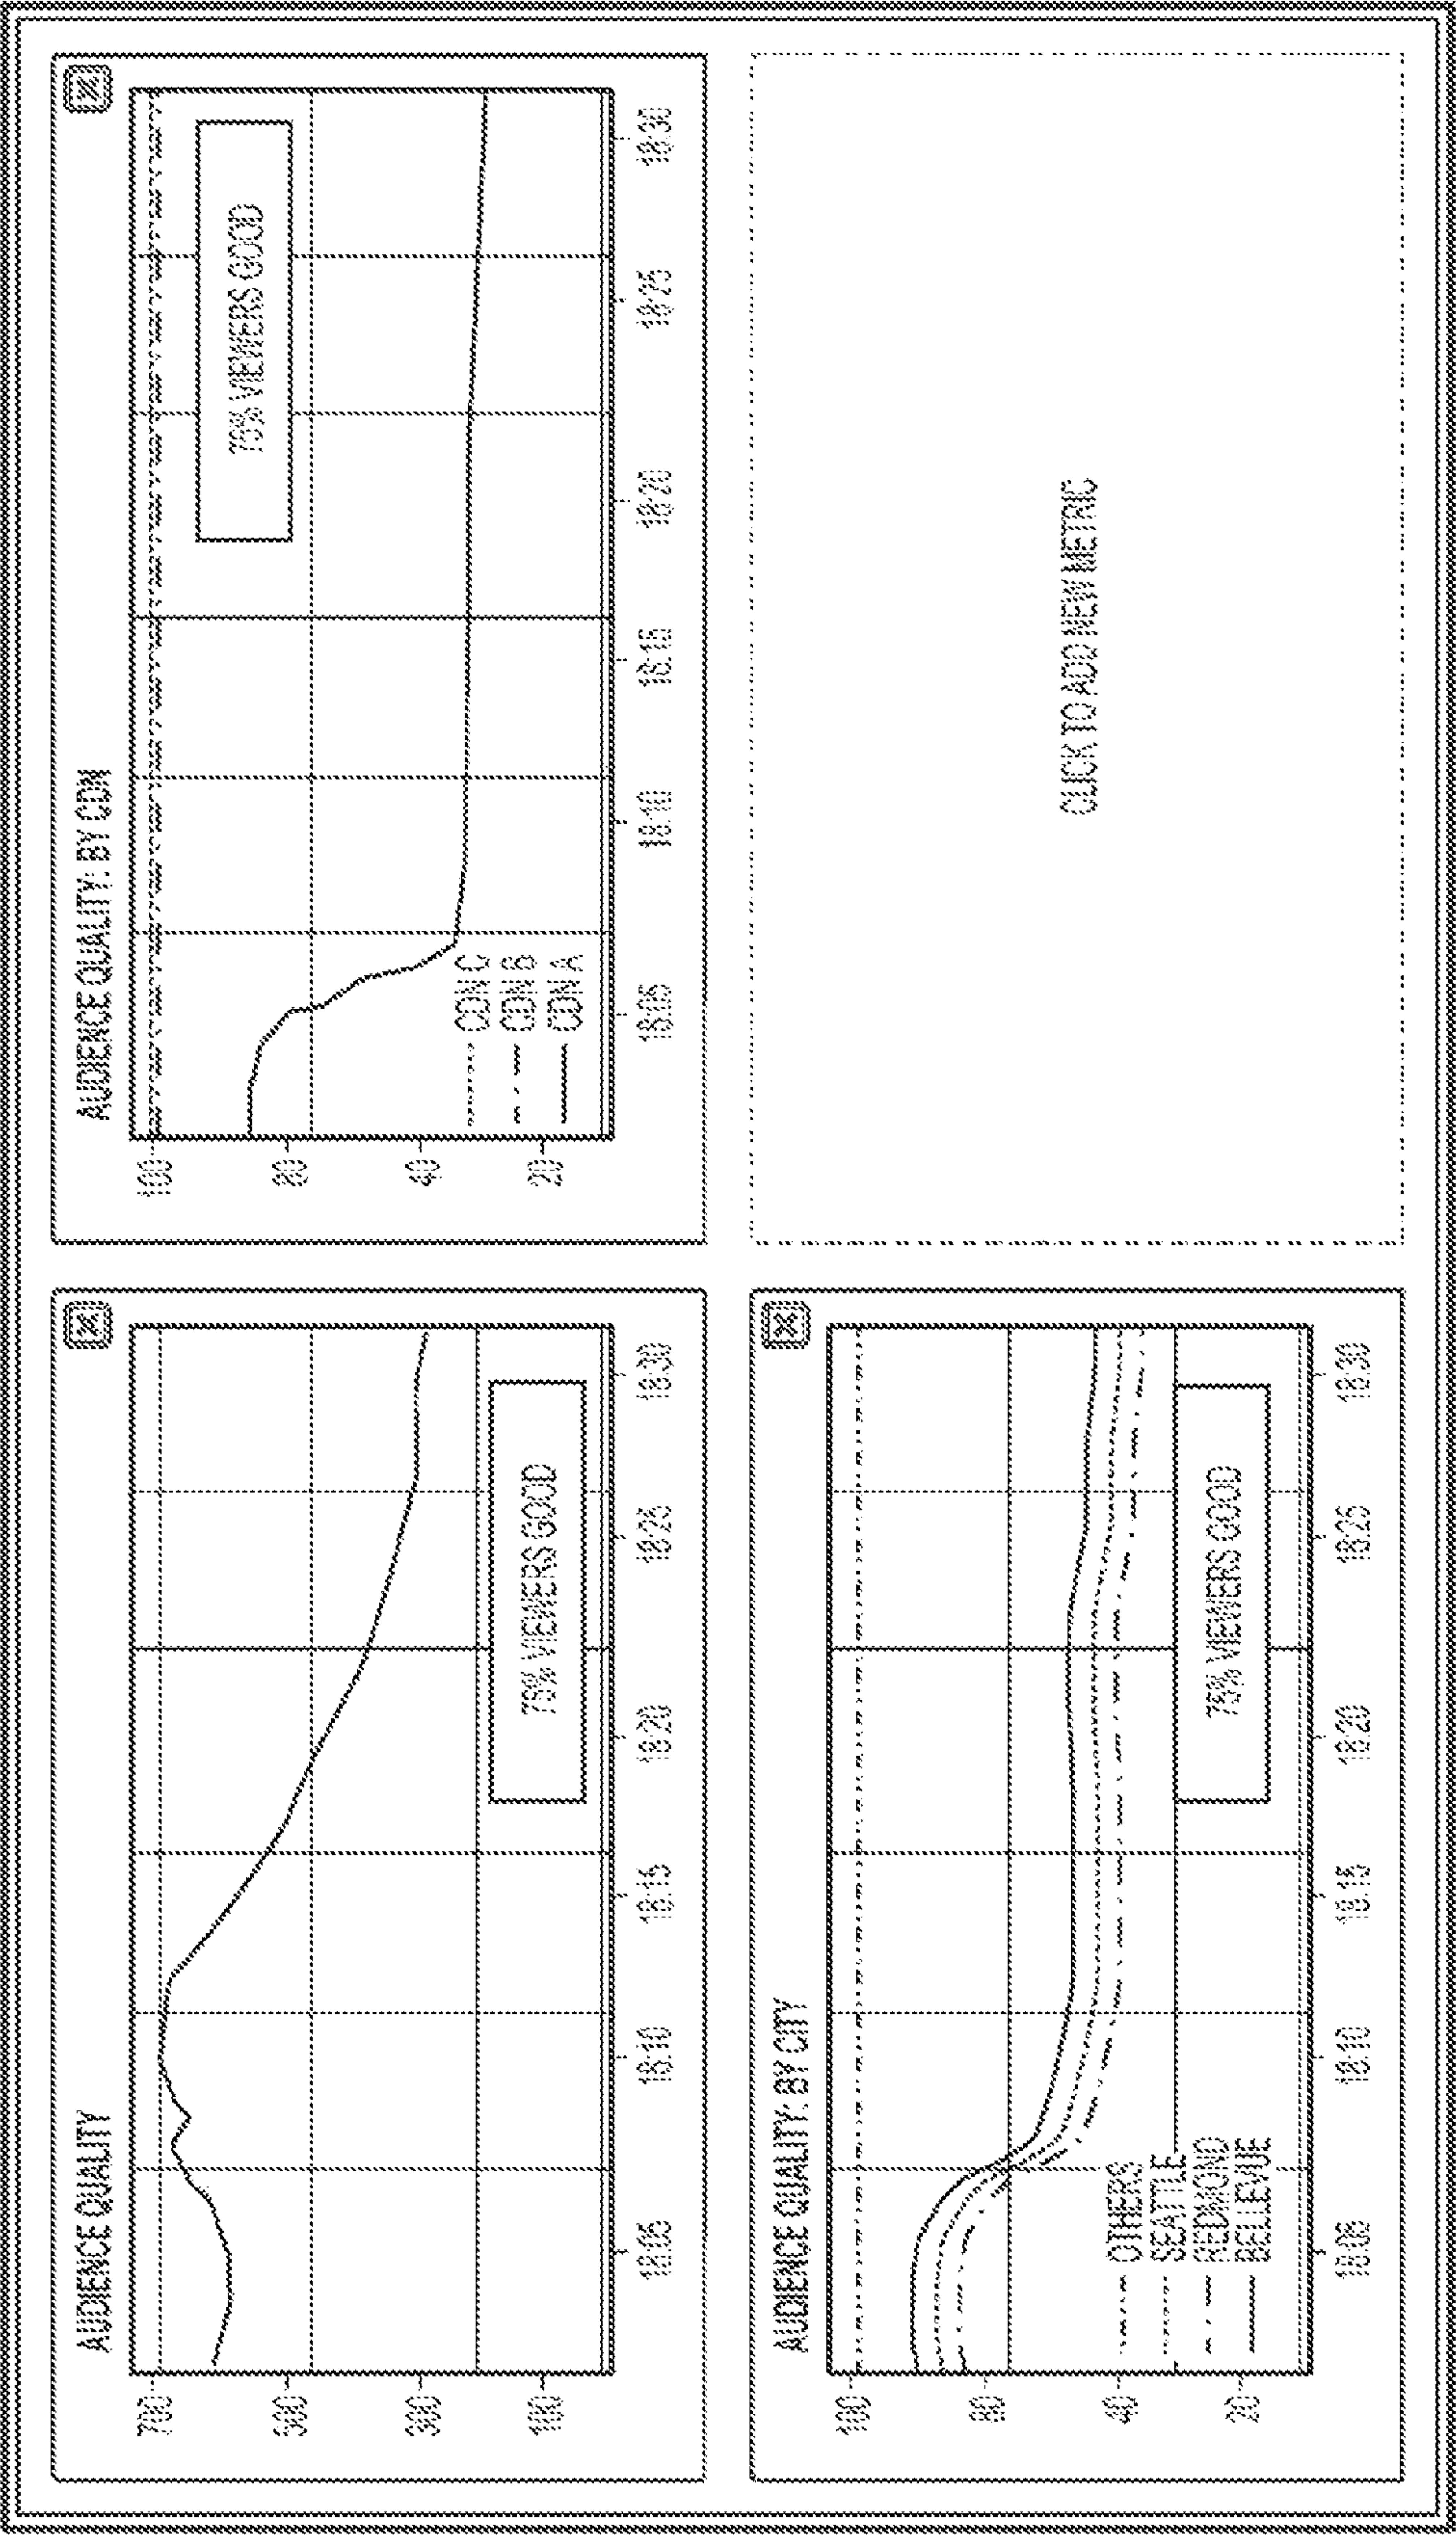 AUDIENCE QUALITY
700
300
100
75% VIEWERS GOOD
18:05
18:10
18:15
18:20
18:25
18:30
AUDIENCE QUALITY: BY CDN
100
40
20
75% VIEWERS GOOD
CDN C
CDN B
CDN A
18:05
18:10
18:15
18:20
18:25
18:30
AUDIENCE QUALITY: BY CITY
100
40
20
OTHERS
SEATTLE
REDMOND
BELLEVUE
75% VIEWERS GOOD
18:05
18:10
18:15
18:20
18:25
18:30
CLICK TO ADD NEW METRIC